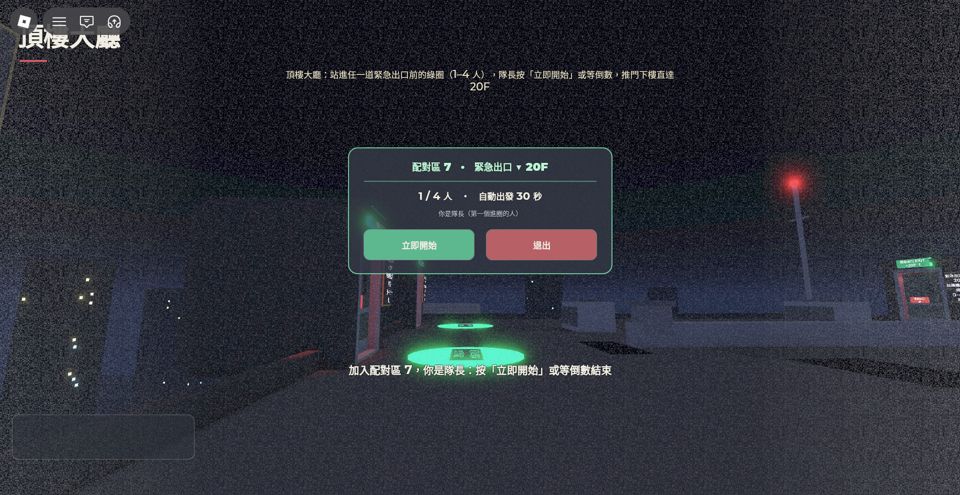 頂樓大廳
頂樓大廳：站進任一道緊急出口前的綠圈（1–4 人），隊長按「立即開始」或等倒數，推門下樓直達
20F
配對區 7 • 緊急出口 ▼ 20F
1 / 4 人 • 自動出發 30 秒
你是隊長（第一個進圈的人）
立即開始
退出
加入配對區 7，你是隊長：按「立即開始」或等倒數結束